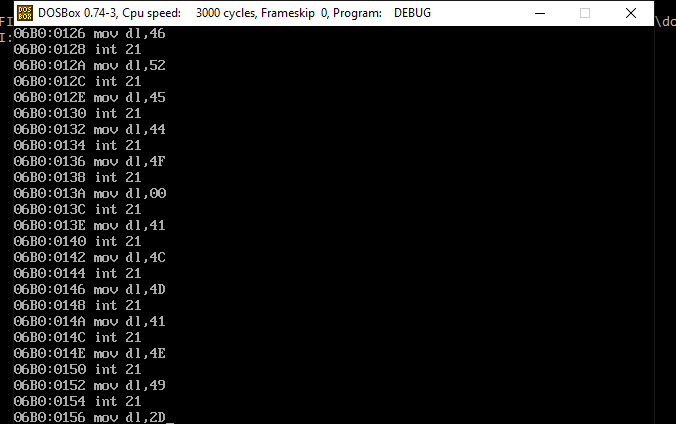 DOSBox 0.74-3, Cpu speed: 3000 cycles, Frameskip 0, Program: DEBUG
FI
\do
I:
06B0:0126 mov dl,46
06B0:0128 int 21
06B0:012A mov dl,52
06B0:012C int 21
06B0:012E mov dl,45
06B0:0130 int 21
06B0:0132 mov dl,44
06B0:0134 int 21
06B0:0136 mov dl,4F
06B0:0138 int 21
06B0:013A mov dl,00
06B0:013C int 21
06B0:013E mov dl,41
06B0:0140 int 21
06B0:0142 mov dl,4C
06B0:0144 int 21
06B0:0146 mov dl,4D
06B0:0148 int 21
06B0:014A mov dl,41
06B0:014C int 21
06B0:014E mov dl,4E
06B0:0150 int 21
06B0:0152 mov dl,49
06B0:0154 int 21
06B0:0156 mov dl,2D_